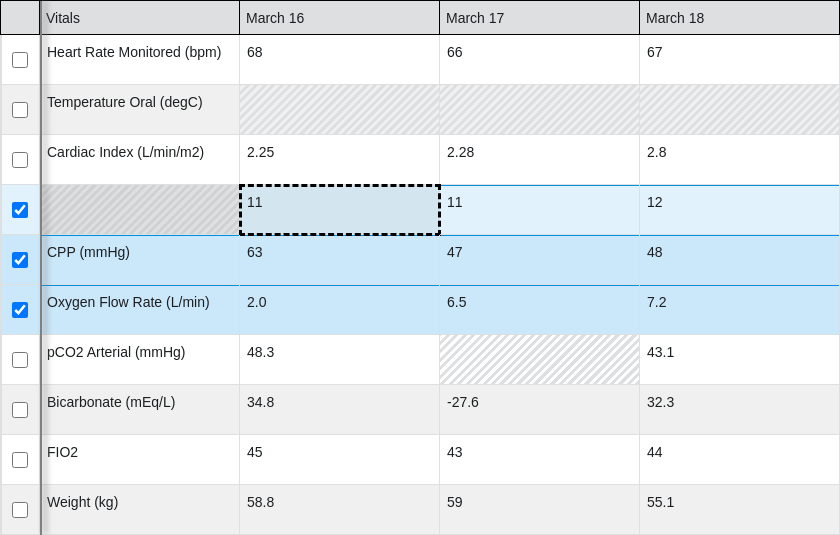 Vitals March 16 March 17 March 18
Heart Rate Monitored (bpm) 68 66 67
Temperature Oral (degC)
Cardiac Index (L/min/m2) 2.25 2.28 2.8
11 11 12
CPP (mmHg) 63 47 48
Oxygen Flow Rate (L/min) 2.0 6.5 7.2
pCO2 Arterial (mmHg) 48.3 43.1
Bicarbonate (mEq/L) 34.8 -27.6 32.3
FIO2 45 43 44
Weight (kg) 58.8 59 55.1